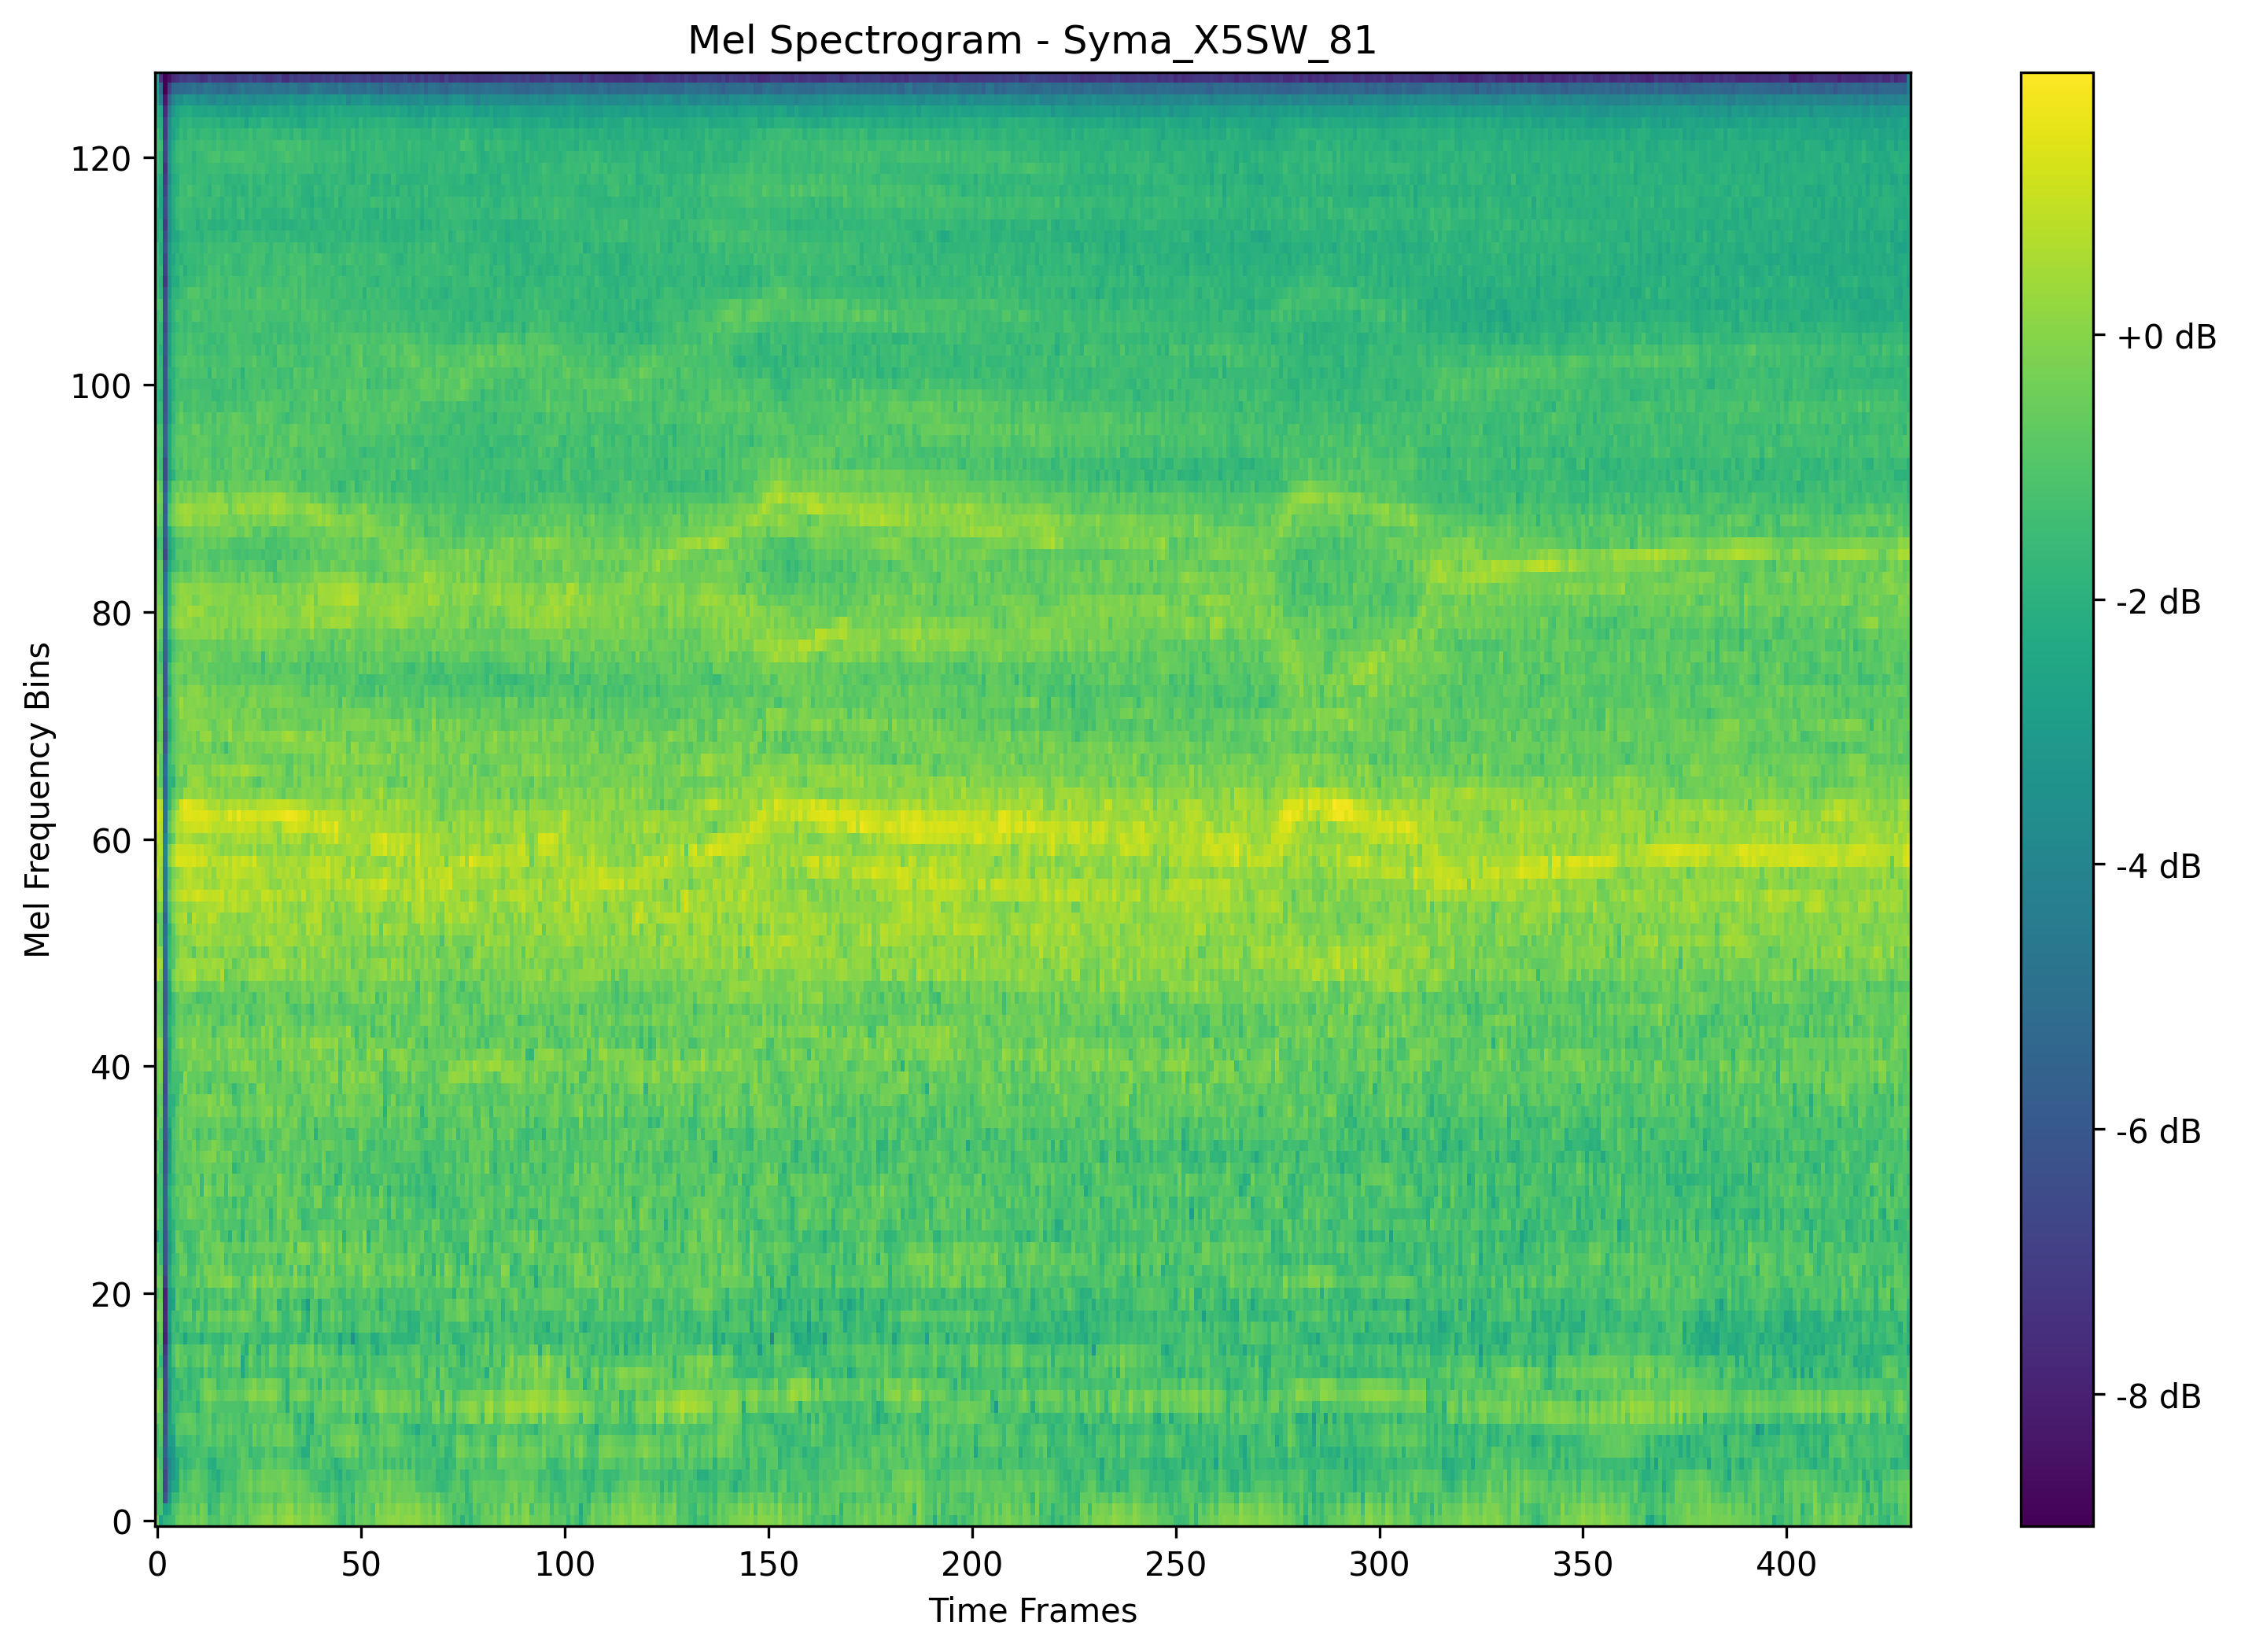 Mel Spectrogram - Syma_X5SW_81
Mel Frequency Bins
120
100
80
60
40
20
0
0 50 100 150 200 250 300 350 400
Time Frames
+0 dB
-2 dB
-4 dB
-6 dB
-8 dB